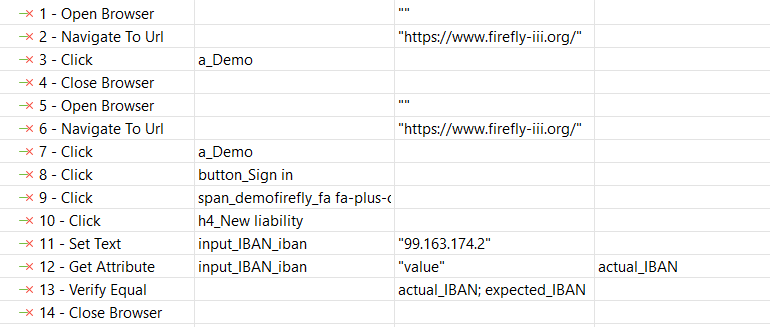 1 - Open Browser ""
2 - Navigate To Url "https://www.firefly-iii.org/"
3 - Click a_Demo
4 - Close Browser
5 - Open Browser ""
6 - Navigate To Url "https://www.firefly-iii.org/"
7 - Click a_Demo
8 - Click button_Sign in
9 - Click span_demofirefly_fa fa-plus-c
10 - Click h4_New liability
11 - Set Text input_IBAN_iban "99.163.174.2"
12 - Get Attribute input_IBAN_iban "value" actual_IBAN
13 - Verify Equal actual_IBAN; expected_IBAN
14 - Close Browser